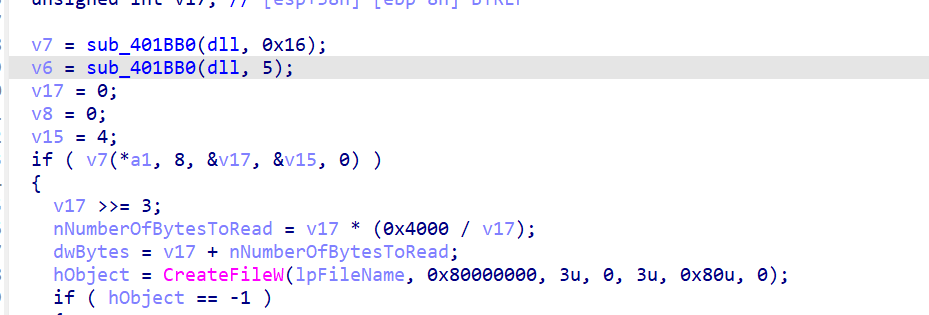 unsigned int v17; // [esp+58h] [ebp-8h] BYREF
v7 = sub_401BB0(dll, 0x16);
v6 = sub_401BB0(dll, 5);
v17 = 0;
v8 = 0;
v15 = 4;
if ( v7(*a1, 8, &v17, &v15, 0) )
{
v17 >>= 3;
nNumberOfBytesToRead = v17 * (0x4000 / v17);
dwBytes = v17 + nNumberOfBytesToRead;
hObject = CreateFileW(lpFileName, 0x80000000, 3u, 0, 3u, 0x80u, 0);
if ( hObject == -1 )